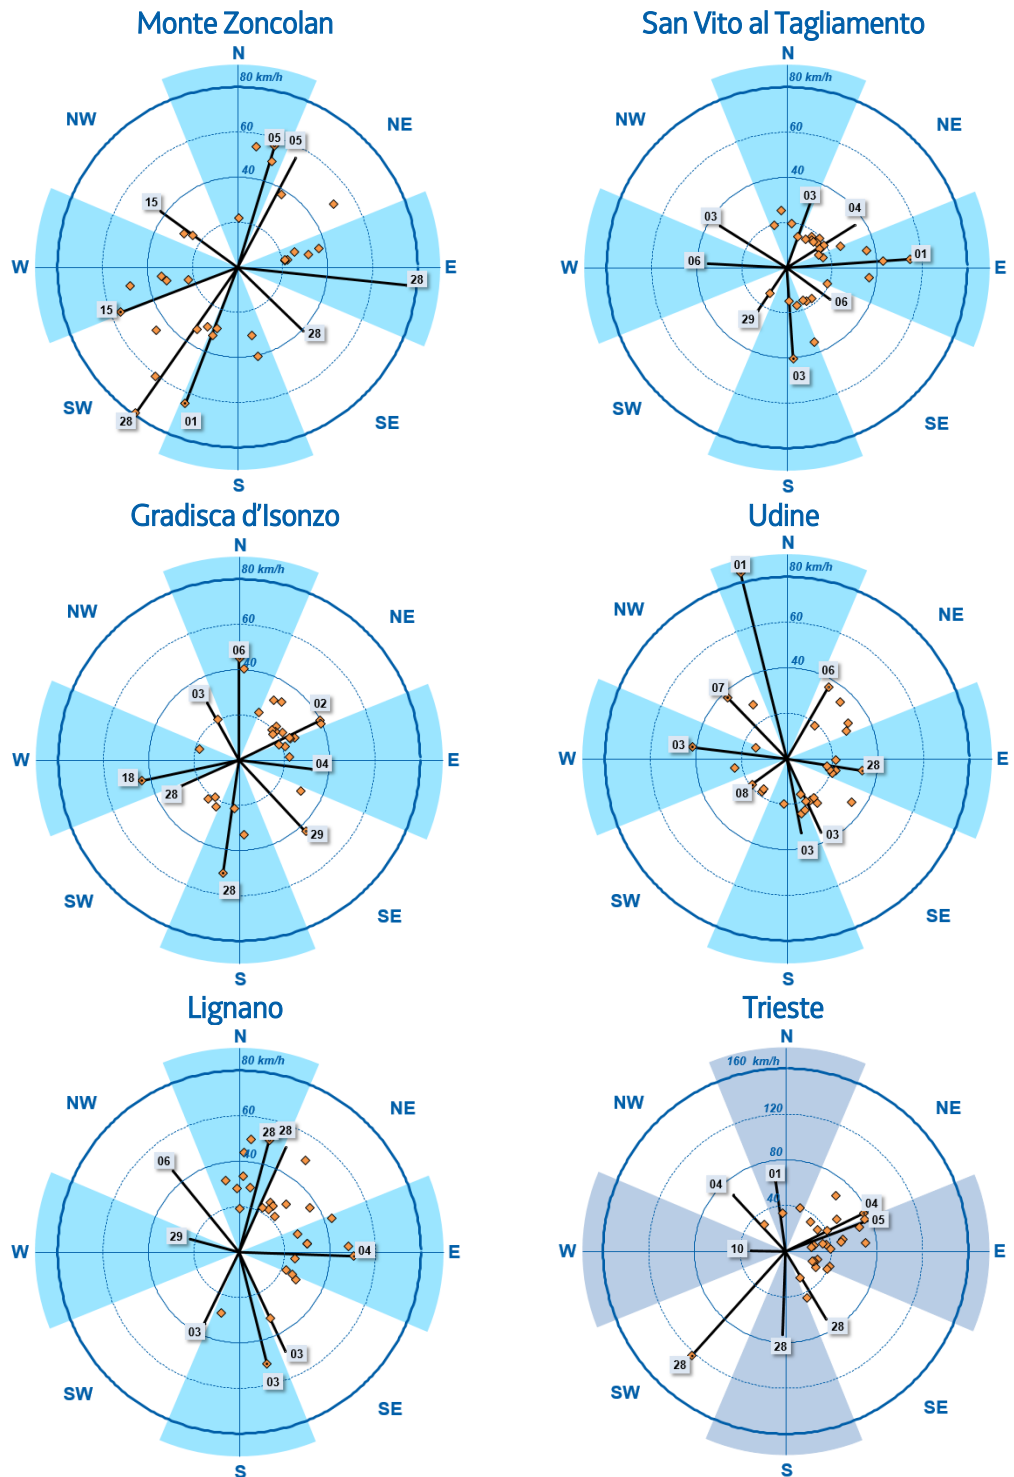 Monte Zoncolan
N
80 km/h
NW
NE
60
05
05
40
15
W
E
28
15
28
SW
SE
28
01
S
San Vito al Tagliamento
N
80 km/h
NW
NE
60
40
03
04
03
01
W
06
E
06
29
03
SW
SE
S
Gradisca d'Isonzo
N
80 km/h
NW
NE
60
06
40
03
02
W
E
04
18
28
29
28
SW
SE
S
Udine
N
01
80 km/h
NW
NE
60
40
06
07
03
W
E
28
08
03
03
SW
SE
S
Lignano
N
80 km/h
NW
NE
60
28
28
40
06
29
W
04
E
03
03
03
SW
SE
S
Trieste
N
160 km/h
NW
NE
120
80
01
04
40
04
05
10
W
E
28
28
28
SW
SE
S